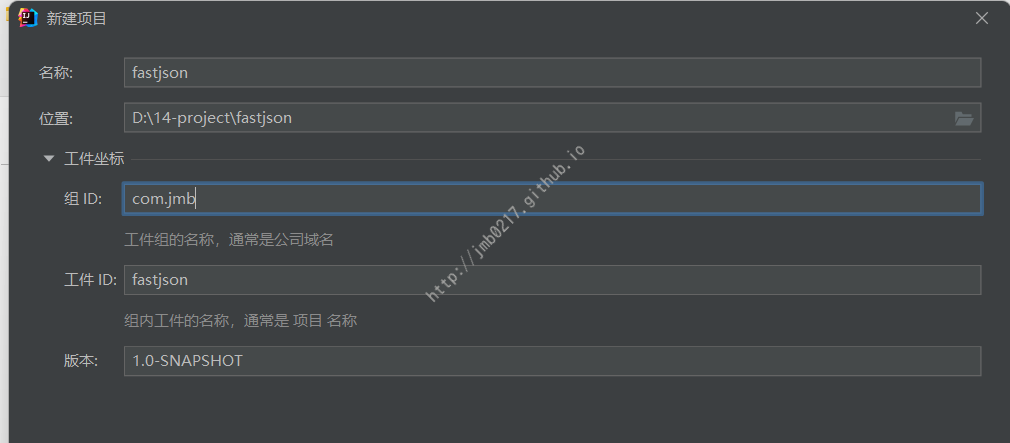 新建项目
名称: fastjson
位置: D:\14-project\fastjson
工件坐标
组 ID: com.jmb
工件组的名称，通常是公司域名
工件 ID: fastjson
组内工件的名称，通常是 项目 名称
版本: 1.0-SNAPSHOT
http://jmb0217.github.io